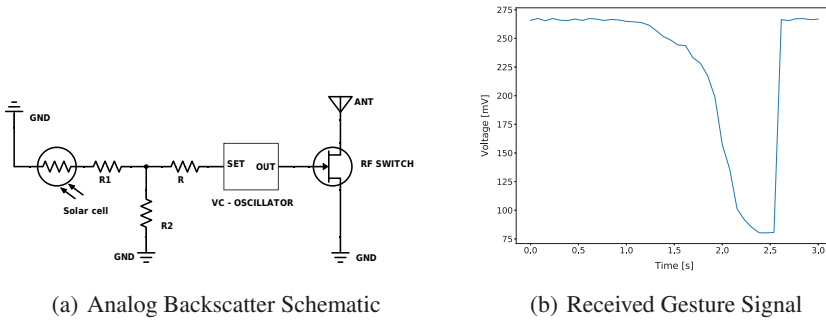 GND
R1
R
R2
GND
Solar cell
SET
OUT
VC - OSCILLATOR
ANT
RF SWITCH
GND
(a) Analog Backscatter Schematic
275
250
225
200
175
150
125
100
75
Voltage [mV]
0.0 0.5 1.0 1.5 2.0 2.5 3.0
Time [s]
(b) Received Gesture Signal